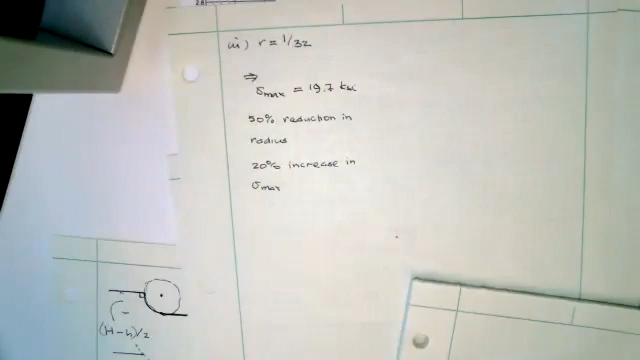 iii) r = 1/32
⇒
σmax = 19.7 ksi
50% reduction in
radius
20% increase in
σmax
(H-h)/2